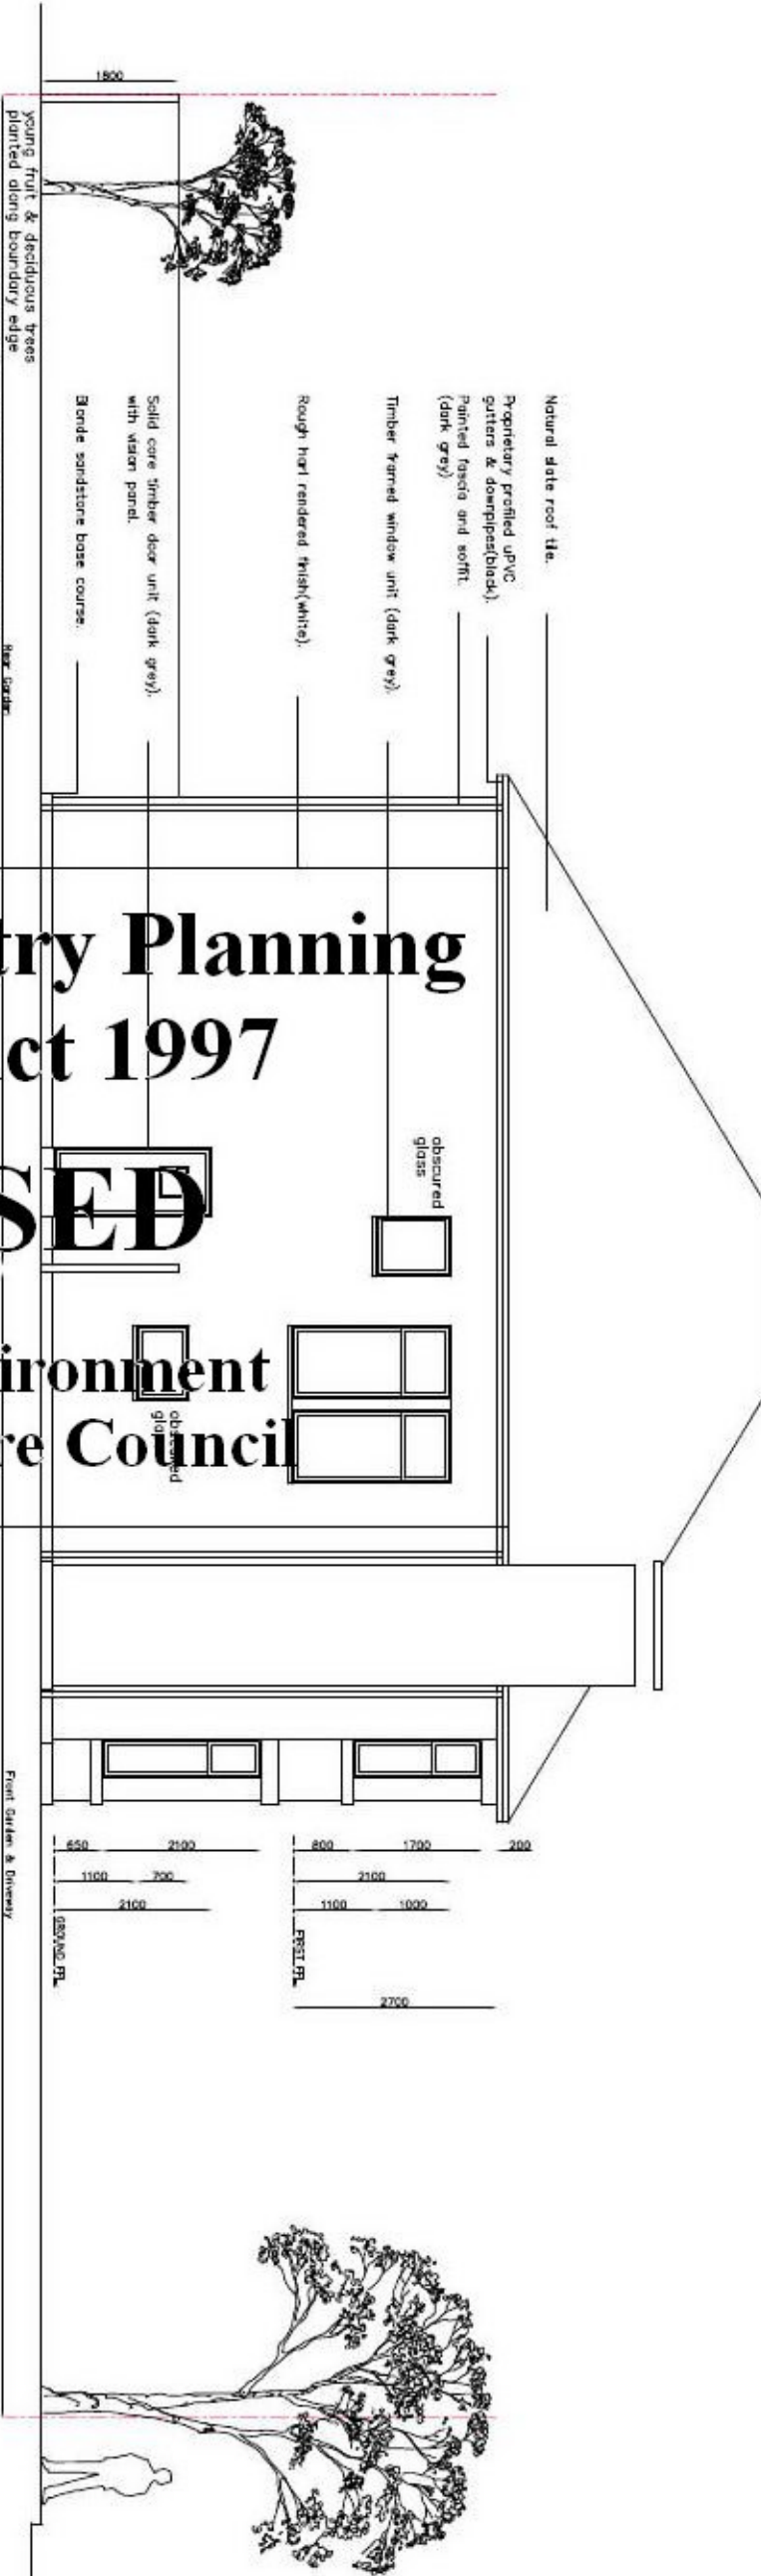 1800
young fruit & deciduous trees
planted along boundary edge
Natural slate roof tile.
Proprietary profiled uPVC
gutters & downpipes(black).
Painted fascia and soffit.
(dark grey)
Timber framed window unit (dark grey).
Rough harl rendered finish(white).
Solid core timber door unit (dark grey).
with vision panel.
Blonde sandstone base course.
Rear Garden
try Planning
ct 1997
SED
ironment
re Council
obscured
glass
obscured
glass
Front Garden & Driveway
650 2100 800 1700 200
1100 700 2100
2100 1100 1000
GROUND FFL
FIRST FFL
2700